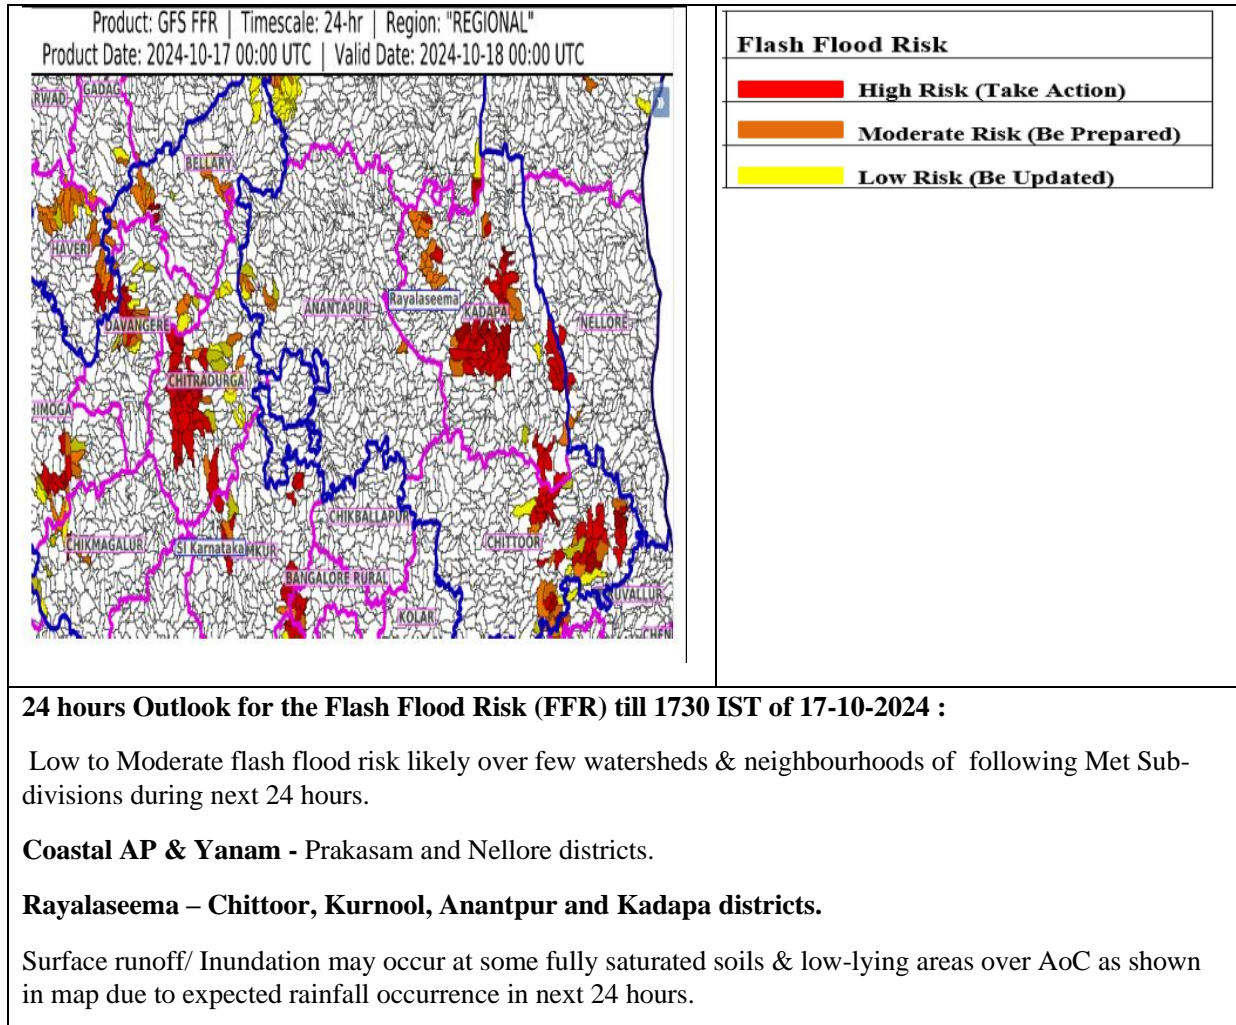 Product: GFS FFR | Timescale: 24-hr | Region: "REGIONAL"
Product Date: 2024-10-17 00:00 UTC | Valid Date: 2024-10-18 00:00 UTC
RWAD
GADAG
BELLARY
HAVERI
ANANTAPUR
Rayalaseema
KADAPA
NELLORE
DAVANGERE
CHITRADURGA
HIMOGA
CHIKBALLAPUR
CHIKMAGALUR
SI Karnataka
MKUR
CHITTOOR
BANGALORE RURAL
UVALLUR
KOLAR
CHEN
Flash Flood Risk
High Risk (Take Action)
Moderate Risk (Be Prepared)
Low Risk (Be Updated)
24 hours Outlook for the Flash Flood Risk (FFR) till 1730 IST of 17-10-2024 :
Low to Moderate flash flood risk likely over few watersheds & neighbourhoods of following Met Sub-
divisions during next 24 hours.
Coastal AP & Yanam - Prakasam and Nellore districts.
Rayalaseema – Chittoor, Kurnool, Anantpur and Kadapa districts.
Surface runoff/ Inundation may occur at some fully saturated soils & low-lying areas over AoC as shown
in map due to expected rainfall occurrence in next 24 hours.